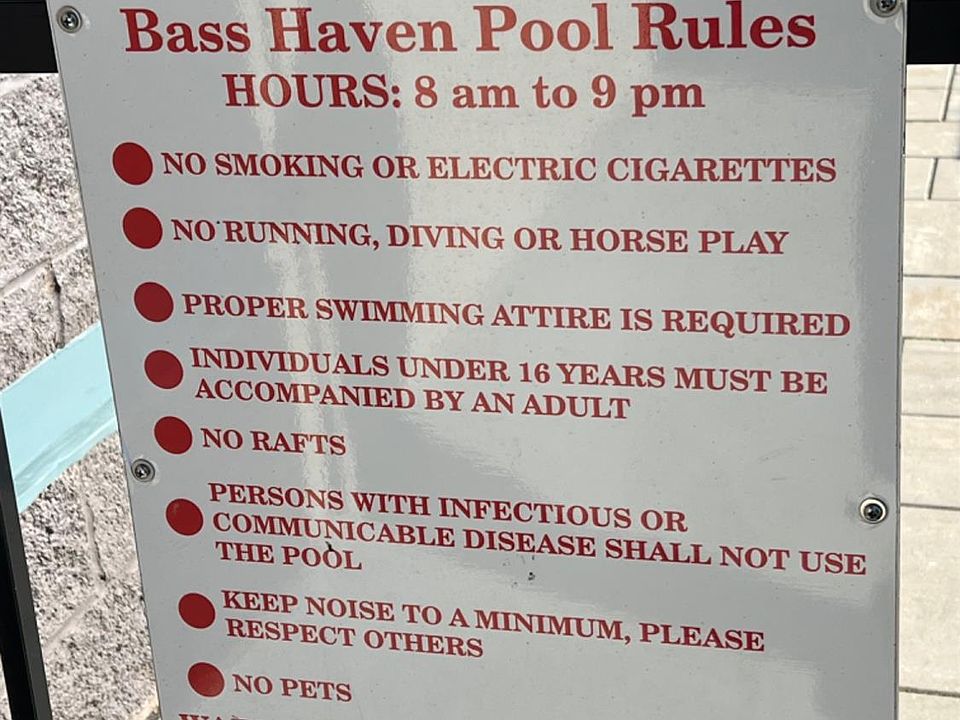 Bass Haven Pool Rules
HOURS: 8 am to 9 pm
NO SMOKING OR ELECTRIC CIGARETTES
NO RUNNING, DIVING OR HORSE PLAY
PROPER SWIMMING ATTIRE IS REQUIRED
INDIVIDUALS UNDER 16 YEARS MUST BE
ACCOMPANIED BY AN ADULT
NO RAFTS
PERSONS WITH INFECTIOUS OR
COMMUNICABLE DISEASE SHALL NOT USE
THE POOL
KEEP NOISE TO A MINIMUM, PLEASE
RESPECT OTHERS
NO PETS